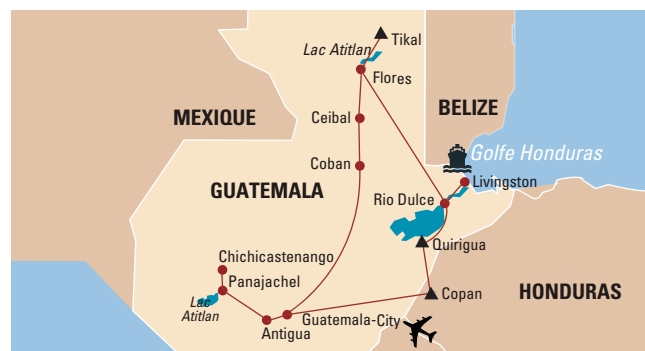 Lac Atitlan
Tikal
Flores
MEXIQUE
BELIZE
Ceibal
Golfe Honduras
Coban
GUATEMALA
Livingston
Rio Dulce
Quirigua
Chichicastenango
Panajachel
Lac
Atitlan
Copan
HONDURAS
Guatemala-City
Antigua